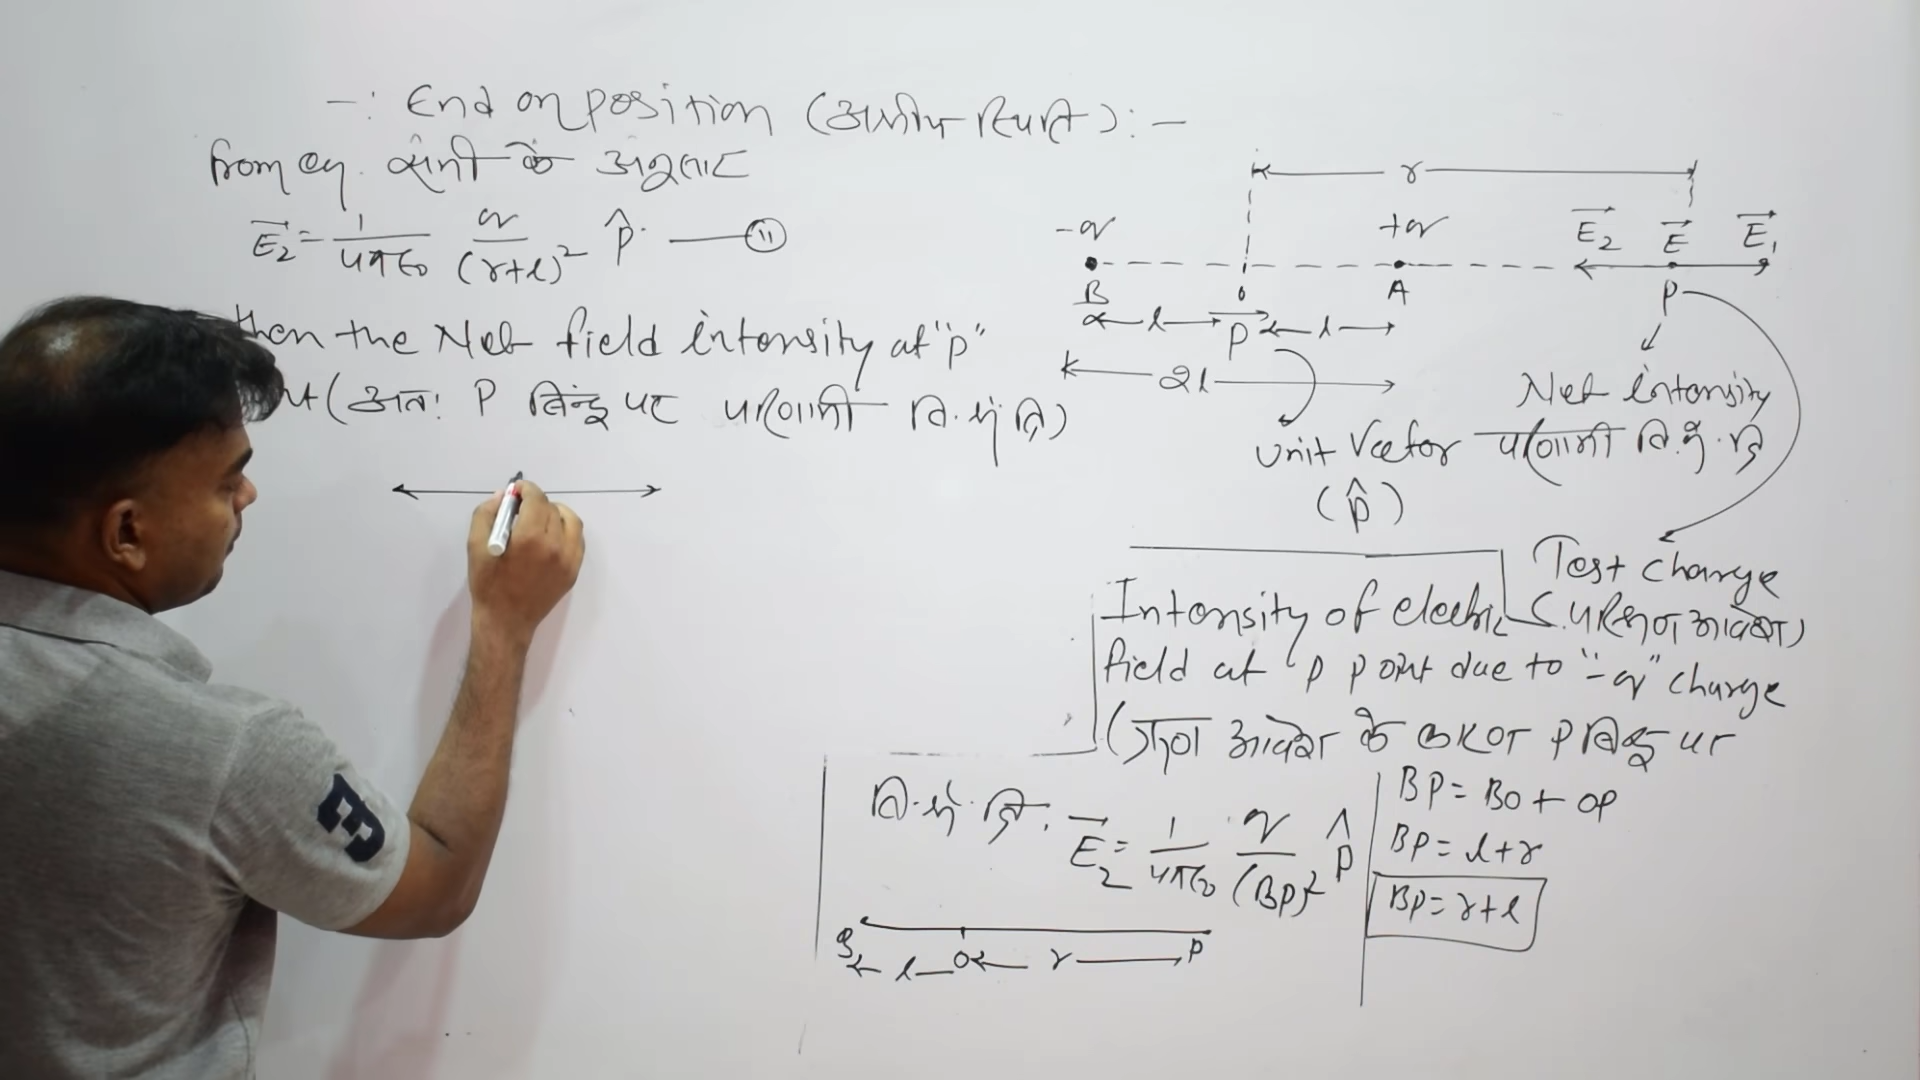 -: End on position (अक्षीय स्थिति):-
from eq. समी के अनुसार
E₂ = 1/4πε₀ q/(r+l)² p̂. — (11)
then the Net field intensity at "p"
(अतः P बिन्दु पर परिणामी वि.क्षे.ती)
r
-q +q E₂ E E₁
B o A P
l p l
2l
Net intensity
परिणामी वि.क्षे.ती
unit Vector
(p̂)
Test charge
(परीक्षण आवेश)
Intensity of electric
field at p point due to "-q" charge
(ऋण आवेश के कारण P बिन्दु पर
वि.क्षे.ती. E₂ = 1/4πε₀ q/(BP)² p̂
BP = BO + OP
BP = l+r
BP = r+l
B O P
l r